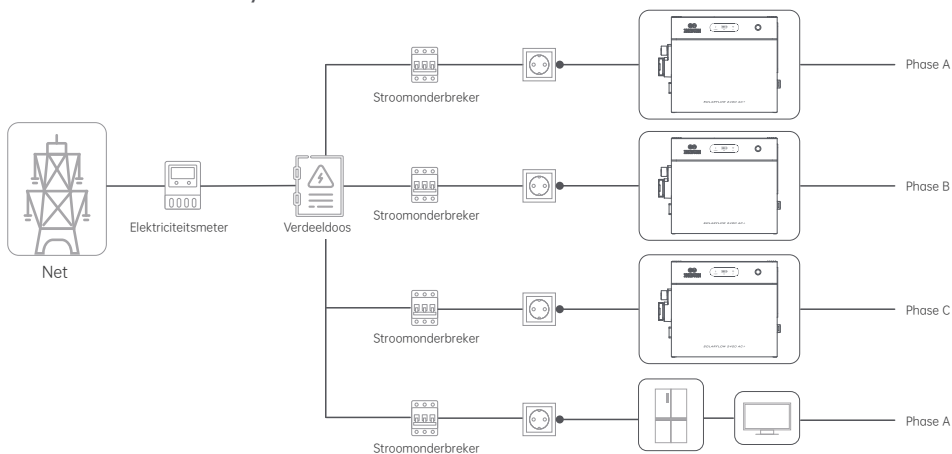 Stroomonderbreker
Phase A
Stroomonderbreker
Phase B
Elektriciteitsmeter
Verdeeldoos
Net
Stroomonderbreker
Phase C
Stroomonderbreker
Phase A